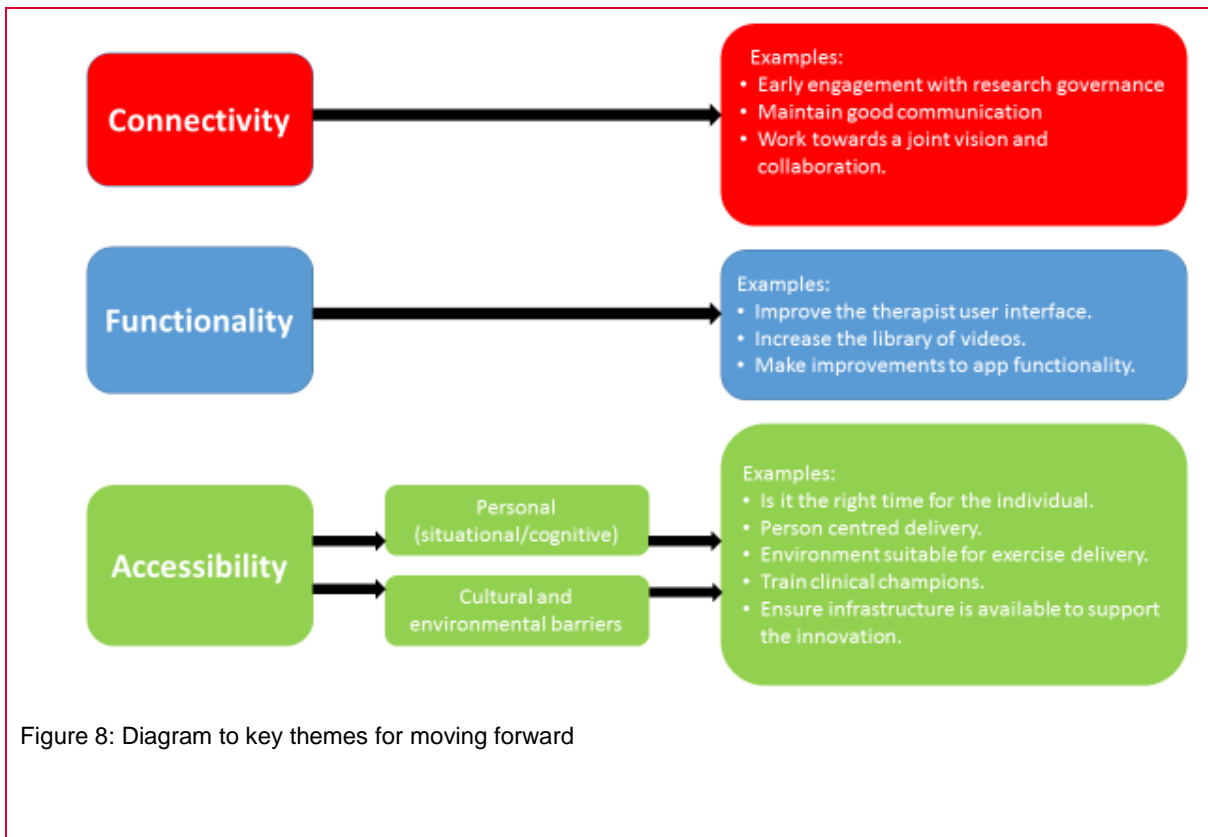 Connectivity
Examples:
• Early engagement with research governance
• Maintain good communication
• Work towards a joint vision and
collaboration.
Functionality
Examples:
• Improve the therapist user interface.
• Increase the library of videos.
• Make improvements to app functionality.
Accessibility
Personal
(situational/cognitive)
Cultural and
environmental barriers
Examples:
• Is it the right time for the individual.
• Person centred delivery.
• Environment suitable for exercise delivery.
• Train clinical champions.
• Ensure infrastructure is available to support
the innovation.
Figure 8: Diagram to key themes for moving forward